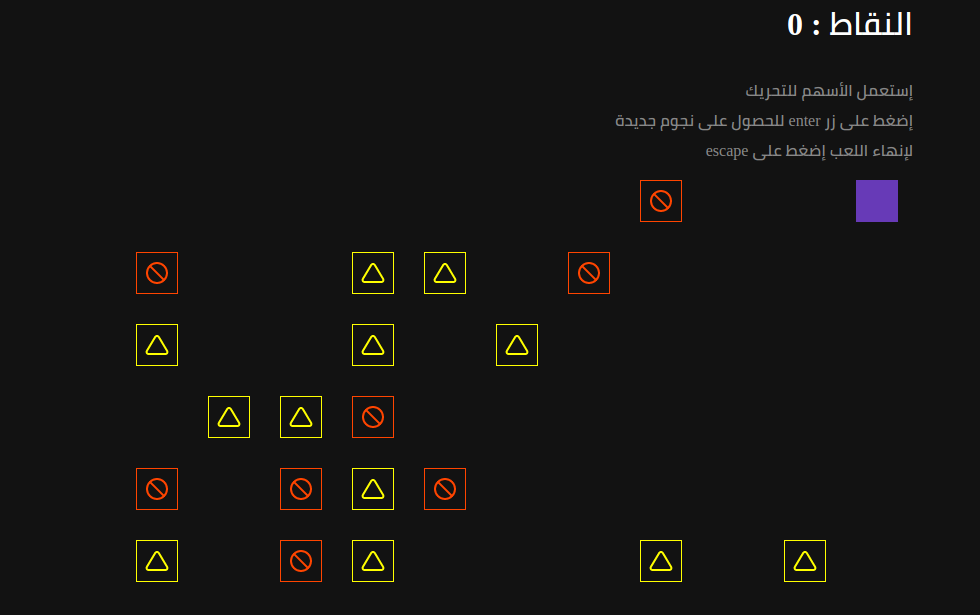 النقاط : 0
إستعمل الأسهم للتحريك
إضغط على زر enter للحصول على نجوم جديدة
لإنهاء اللعب إضغط على escape